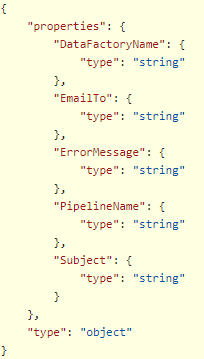 {
    "properties": {
        "DataFactoryName": {
            "type": "string"
        },
        "EmailTo": {
            "type": "string"
        },
        "ErrorMessage": {
            "type": "string"
        },
        "PipelineName": {
            "type": "string"
        },
        "Subject": {
            "type": "string"
        }
    },
    "type": "object"
}